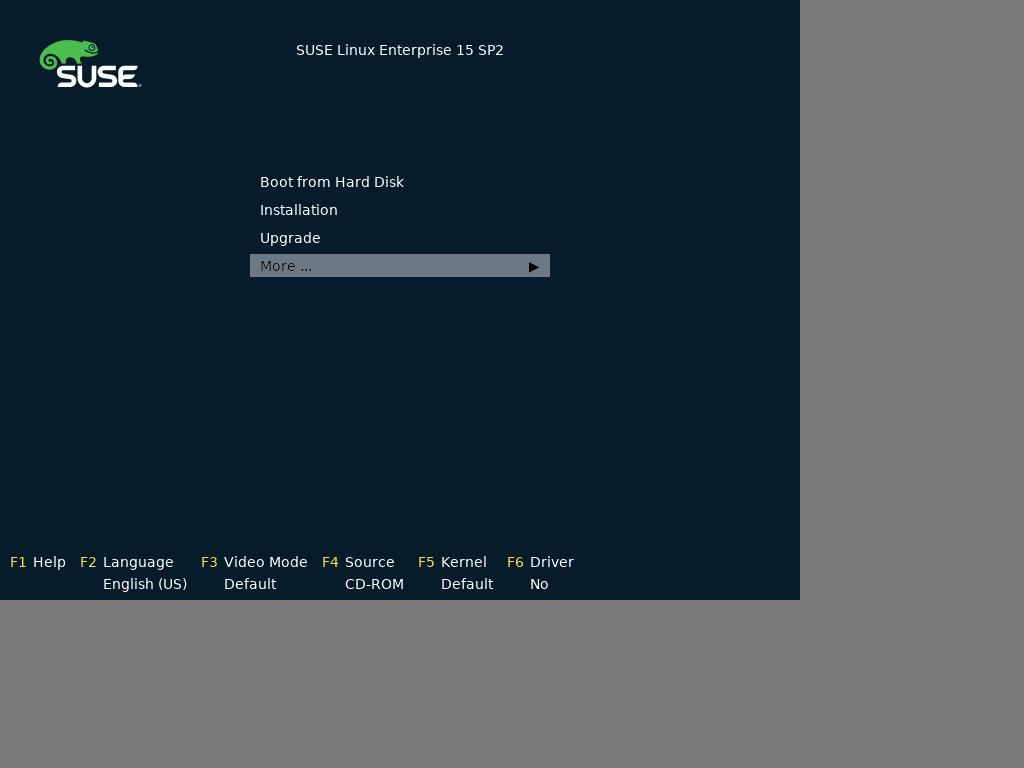 SUSE Linux Enterprise 15 SP2
SUSE
Boot from Hard Disk
Installation
Upgrade
More ...
F1 Help F2 Language F3 Video Mode F4 Source F5 Kernel F6 Driver
English (US) Default CD-ROM Default No